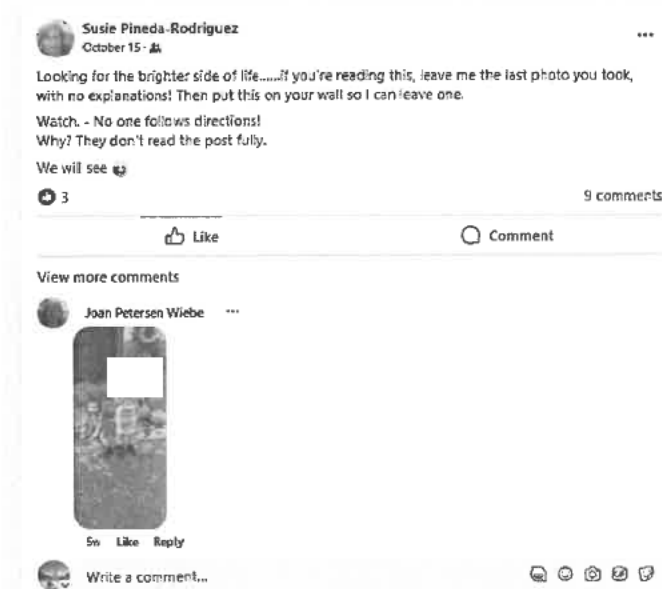 Susie Pineda-Rodriguez
October 15 ·
Looking for the brighter side of life......if you're reading this, leave me the last photo you took,
with no explanations! Then put this on your wall so I can leave one.
Watch. - No one follows directions!
Why? They don't read the post fully.
We will see
3
9 comments
Like
Comment
View more comments
Joan Petersen Wiebe
5w Like Reply
Write a comment...